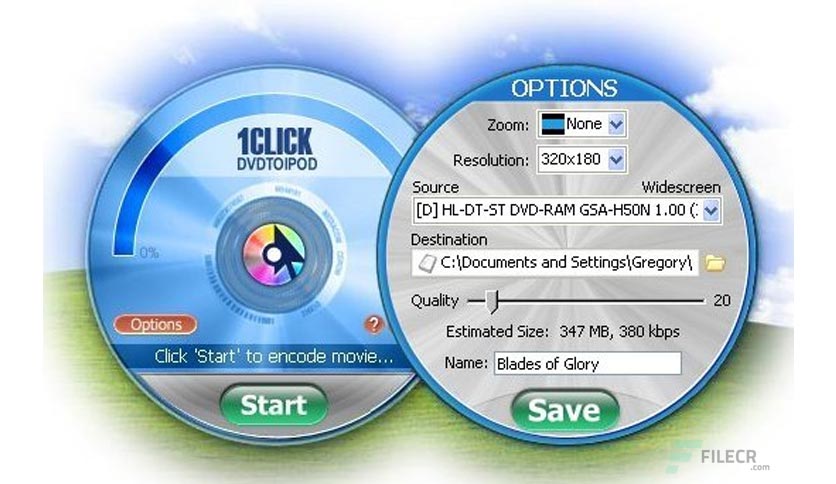 1CLICK
DVDTOIPOD
0%
Options
?
Click 'Start' to encode movie...
Start
OPTIONS
Zoom: None
Resolution: 320x180
Source Widescreen
[D] HL-DT-ST DVD-RAM GSA-H50N 1.00 (
Destination
C:\Documents and Settings\Gregory\
Quality 20
Estimated Size: 347 MB, 380 kbps
Name: Blades of Glory
Save
FILECR
.com